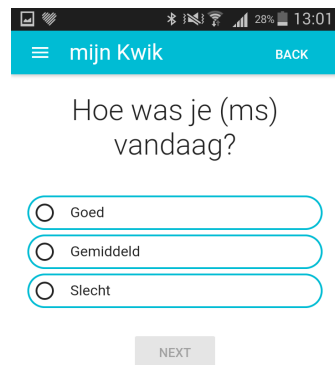 28% 13:01
mijn Kwik BACK
Hoe was je (ms)
vandaag?
Goed
Gemiddeld
Slecht
NEXT